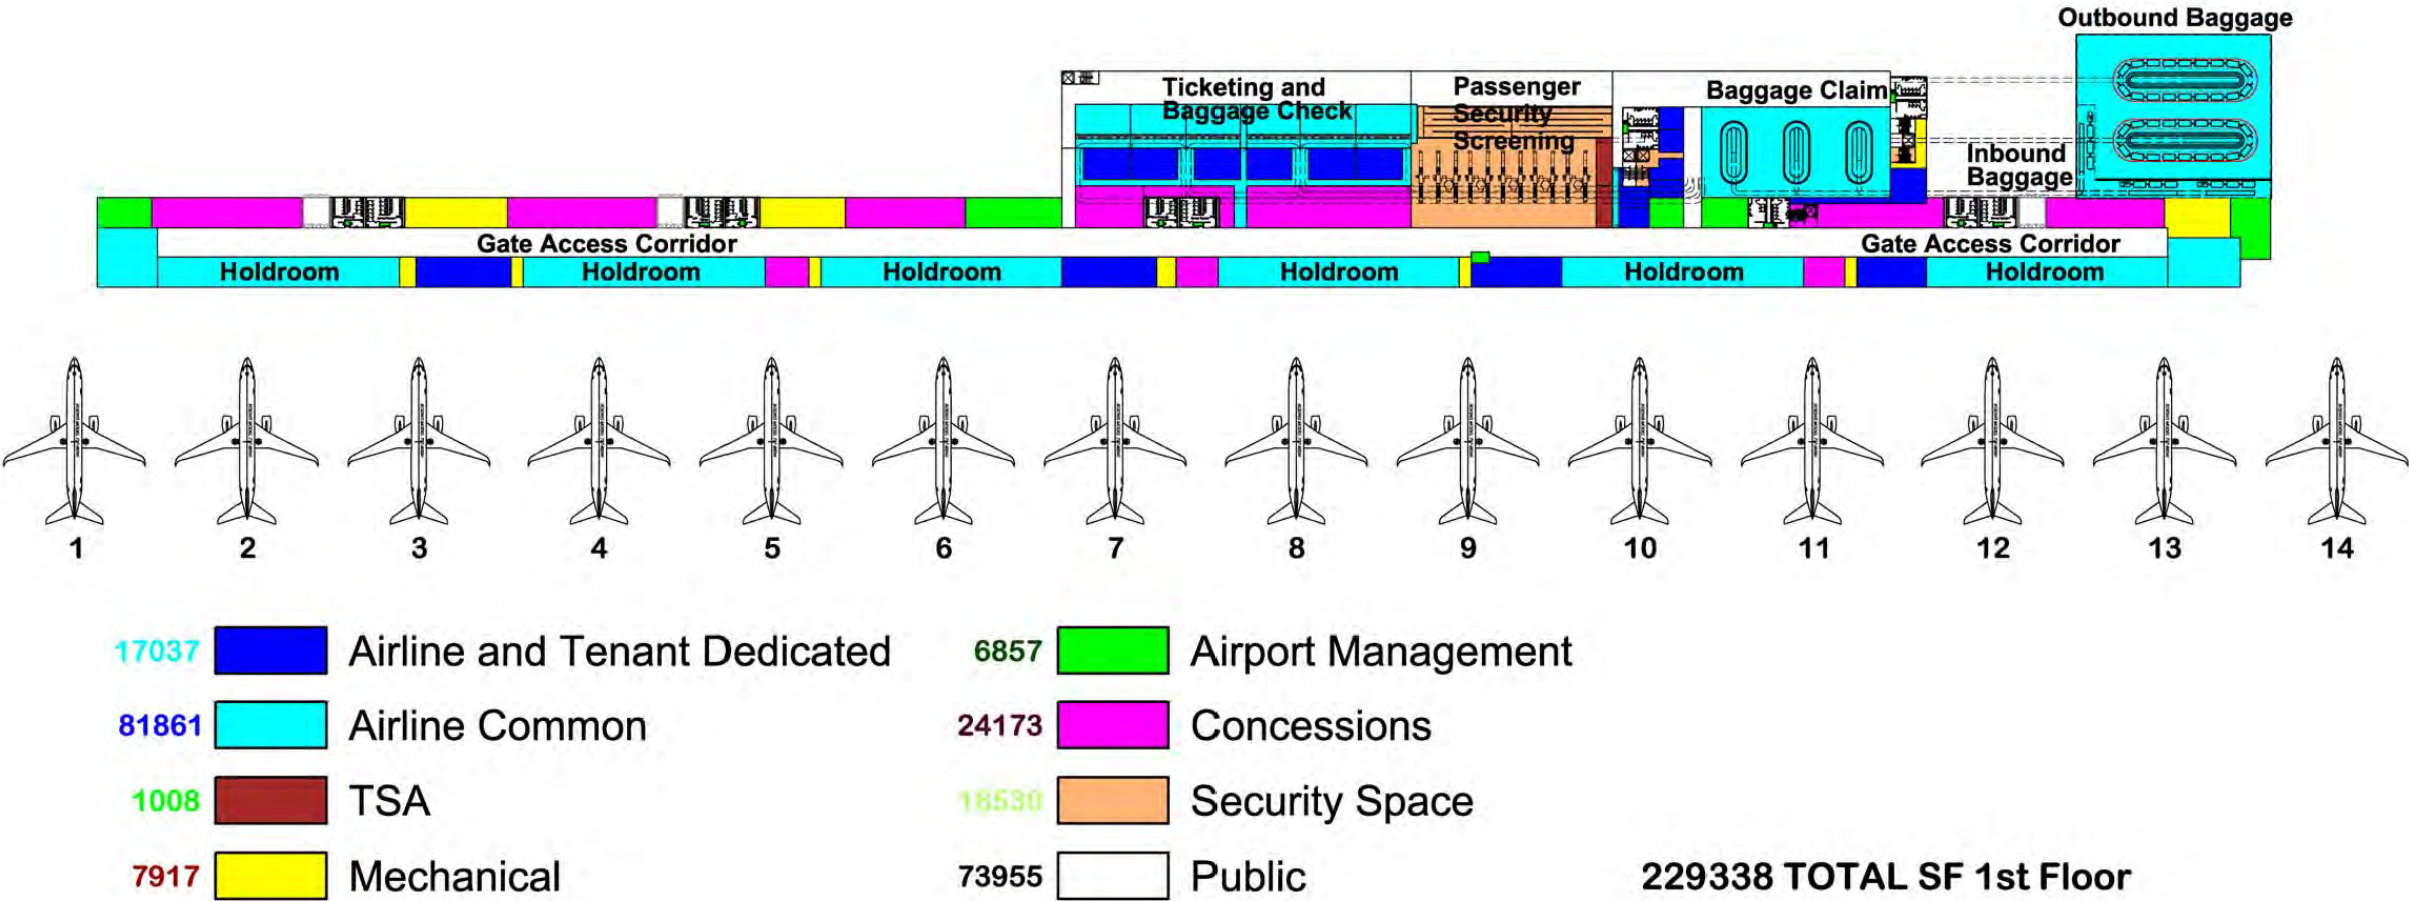 Outbound Baggage
Ticketing and
Baggage Check
Passenger
Security
Screening
Baggage Claim
Inbound
Baggage
Gate Access Corridor
Gate Access Corridor
Holdroom
Holdroom
Holdroom
Holdroom
Holdroom
Holdroom
1 2 3 4 5 6 7 8 9 10 11 12 13 14
17037 Airline and Tenant Dedicated
81861 Airline Common
1008 TSA
7917 Mechanical
6857 Airport Management
24173 Concessions
18530 Security Space
73955 Public
229338 TOTAL SF 1st Floor